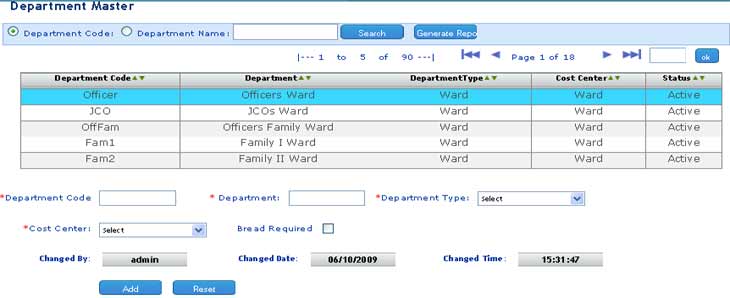 Department Master
Department Code: Department Name: Search Generate Repo
|--- 1 to 5 of 90 ---| Page 1 of 18 ok
Department Code Department DepartmentType Cost Center Status
Officer Officers Ward Ward Ward Active
JCO JCOs Ward Ward Ward Active
OffFam Officers Family Ward Ward Ward Active
Fam1 Family I Ward Ward Ward Active
Fam2 Family II Ward Ward Ward Active
*Department Code * Department: *Department Type: Select
*Cost Center: Select Bread Required
Changed By: admin Changed Date: 06/10/2009 Changed Time: 15:31:47
Add Reset